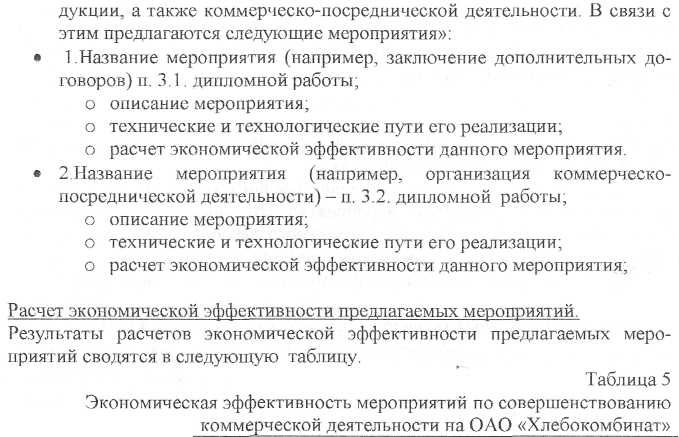 дукции, а также коммерческо-посреднической деятельности. В связи с
этим предлагаются следующие мероприятия»:
• 1.Название мероприятия (например, заключение дополнительных до-
говоров) п. 3.1. дипломной работы;
o описание мероприятия;
o технические и технологические пути его реализации;
o расчет экономической эффективности данного мероприятия.
• 2.Название мероприятия (например, организация коммерческо-
посреднической деятельности) – п. 3.2. дипломной работы;
o описание мероприятия;
o технические и технологические пути его реализации;
o расчет экономической эффективности данного мероприятия;
Расчет экономической эффективности предлагаемых мероприятий.
Результаты расчетов экономической эффективности предлагаемых меро-
приятий сводятся в следующую таблицу.
Таблица 5
Экономическая эффективность мероприятий по совершенствованию
коммерческой деятельности на ОАО «Хлебокомбинат»